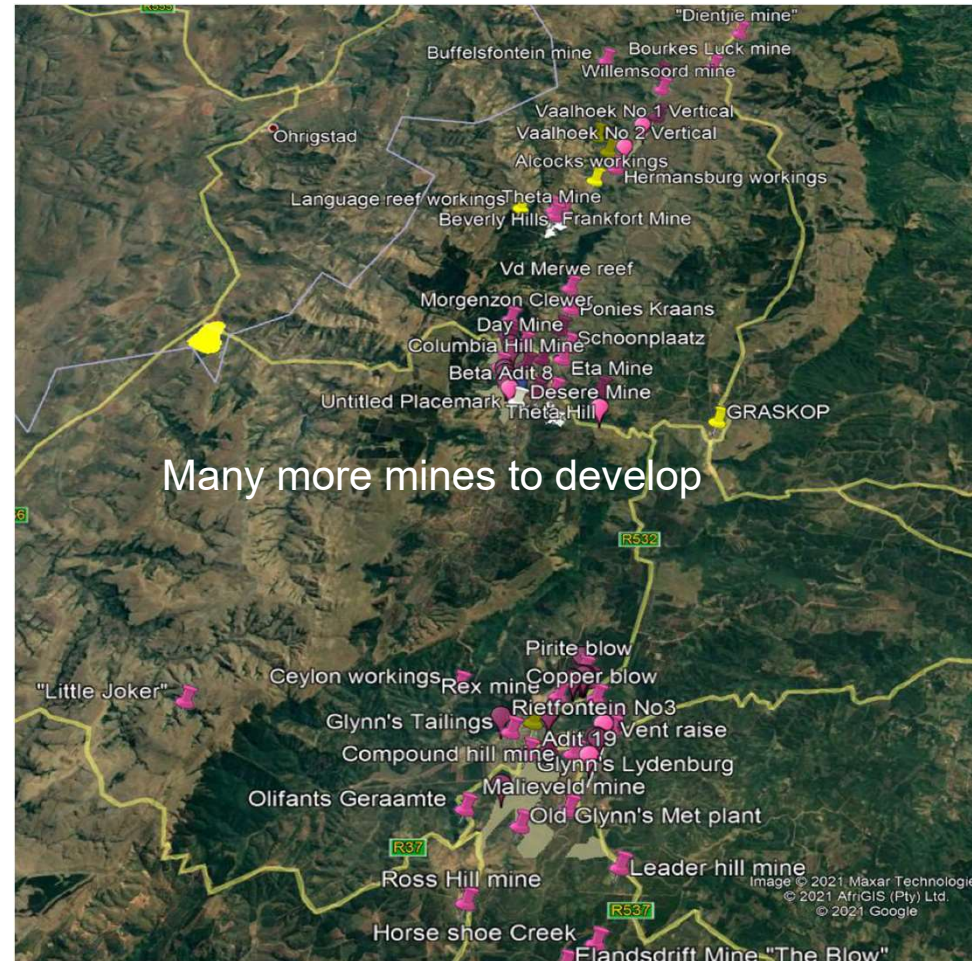 R555
"Dientjie mine"
Buffelsfontein mine
Bourkes Luck mine
Willemsoord mine
Vaalhoek No 1 Vertical
Ohrigstad
Vaalhoek No 2 Vertical
Alcocks workings
Hermansburg workings
Language reef workings
Theta Mine
Beverly Hills
Frankfort Mine
Vd Merwe reef
Morgenzon Clewer
Ponies Kraans
Day Mine
Schoonplaatz
Columbia Hill Mine
Beta Adit 8
Eta Mine
Desere Mine
Untitled Placemark
Theta Hill
GRASKOP
Many more mines to develop
R532
Pirite blow
Ceylon workings
Copper blow
Rex mine
"Little Joker"
Rietfontein No3
Glynn's Tailings
Vent raise
Adit 19
Compound hill mine
Glynn's Lydenburg
Malieveld mine
Olifants Geraamte
Old Glynn's Met plant
R37
Leader hill mine
Ross Hill mine
Image © 2021 Maxar Technologie
© 2021 AfriGIS (Pty) Ltd.
© 2021 Google
R537
Horse shoe Creek
Elandsdrift Mine "The Blow"